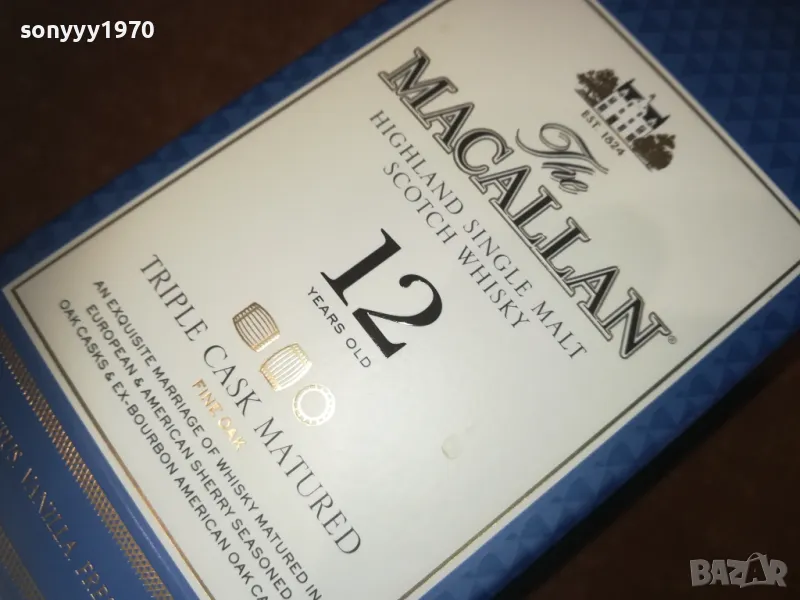 sonyyy1970
EST. 1824
The
MACALLAN®
HIGHLAND SINGLE MALT
SCOTCH WHISKY
12
YEARS OLD
TRIPLE CASK MATURED
FINE OAK
AN EXQUISITE MARRIAGE OF WHISKY MATURED IN
EUROPEAN & AMERICAN SHERRY SEASONED
OAK CASKS & EX-BOURBON AMERICAN OAK
VANILLA,
BAZAR